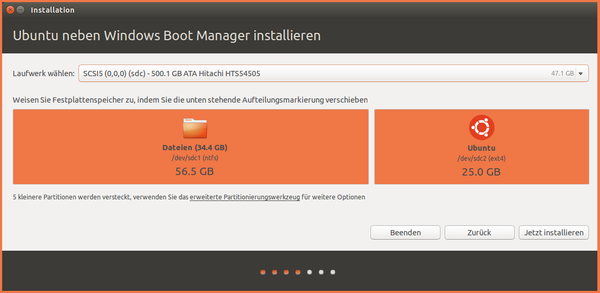 Installation
Ubuntu neben Windows Boot Manager installieren
Laufwerk wählen: SCSI5 (0,0,0) (sdc) - 500.1 GB ATA Hitachi HTS54505 47.1 GB
Weisen Sie Festplattenspeicher zu, indem Sie die unten stehende Aufteilungsmarkierung verschieben
Dateien (34.4 GB)
/dev/sdc1 (ntfs)
56.5 GB
Ubuntu
/dev/sdc2 (ext4)
25.0 GB
5 kleinere Partitionen werden versteckt, verwenden Sie das erweiterte Partitionierungswerkzeug für weitere Optionen
Beenden Zurück Jetzt installieren